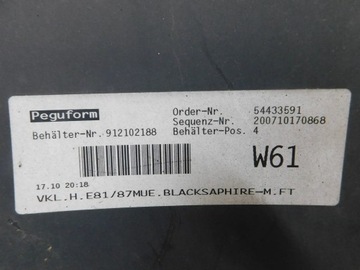 Peguform
Order-Nr. 54433591
Sequenz-Nr. 200710170868
Behälter-Nr. 912102188 Behälter-Pos. 4
W61
17.10 20:18
VKL.H.E81/87MUE.BLACKSAPHIRE-M.FT